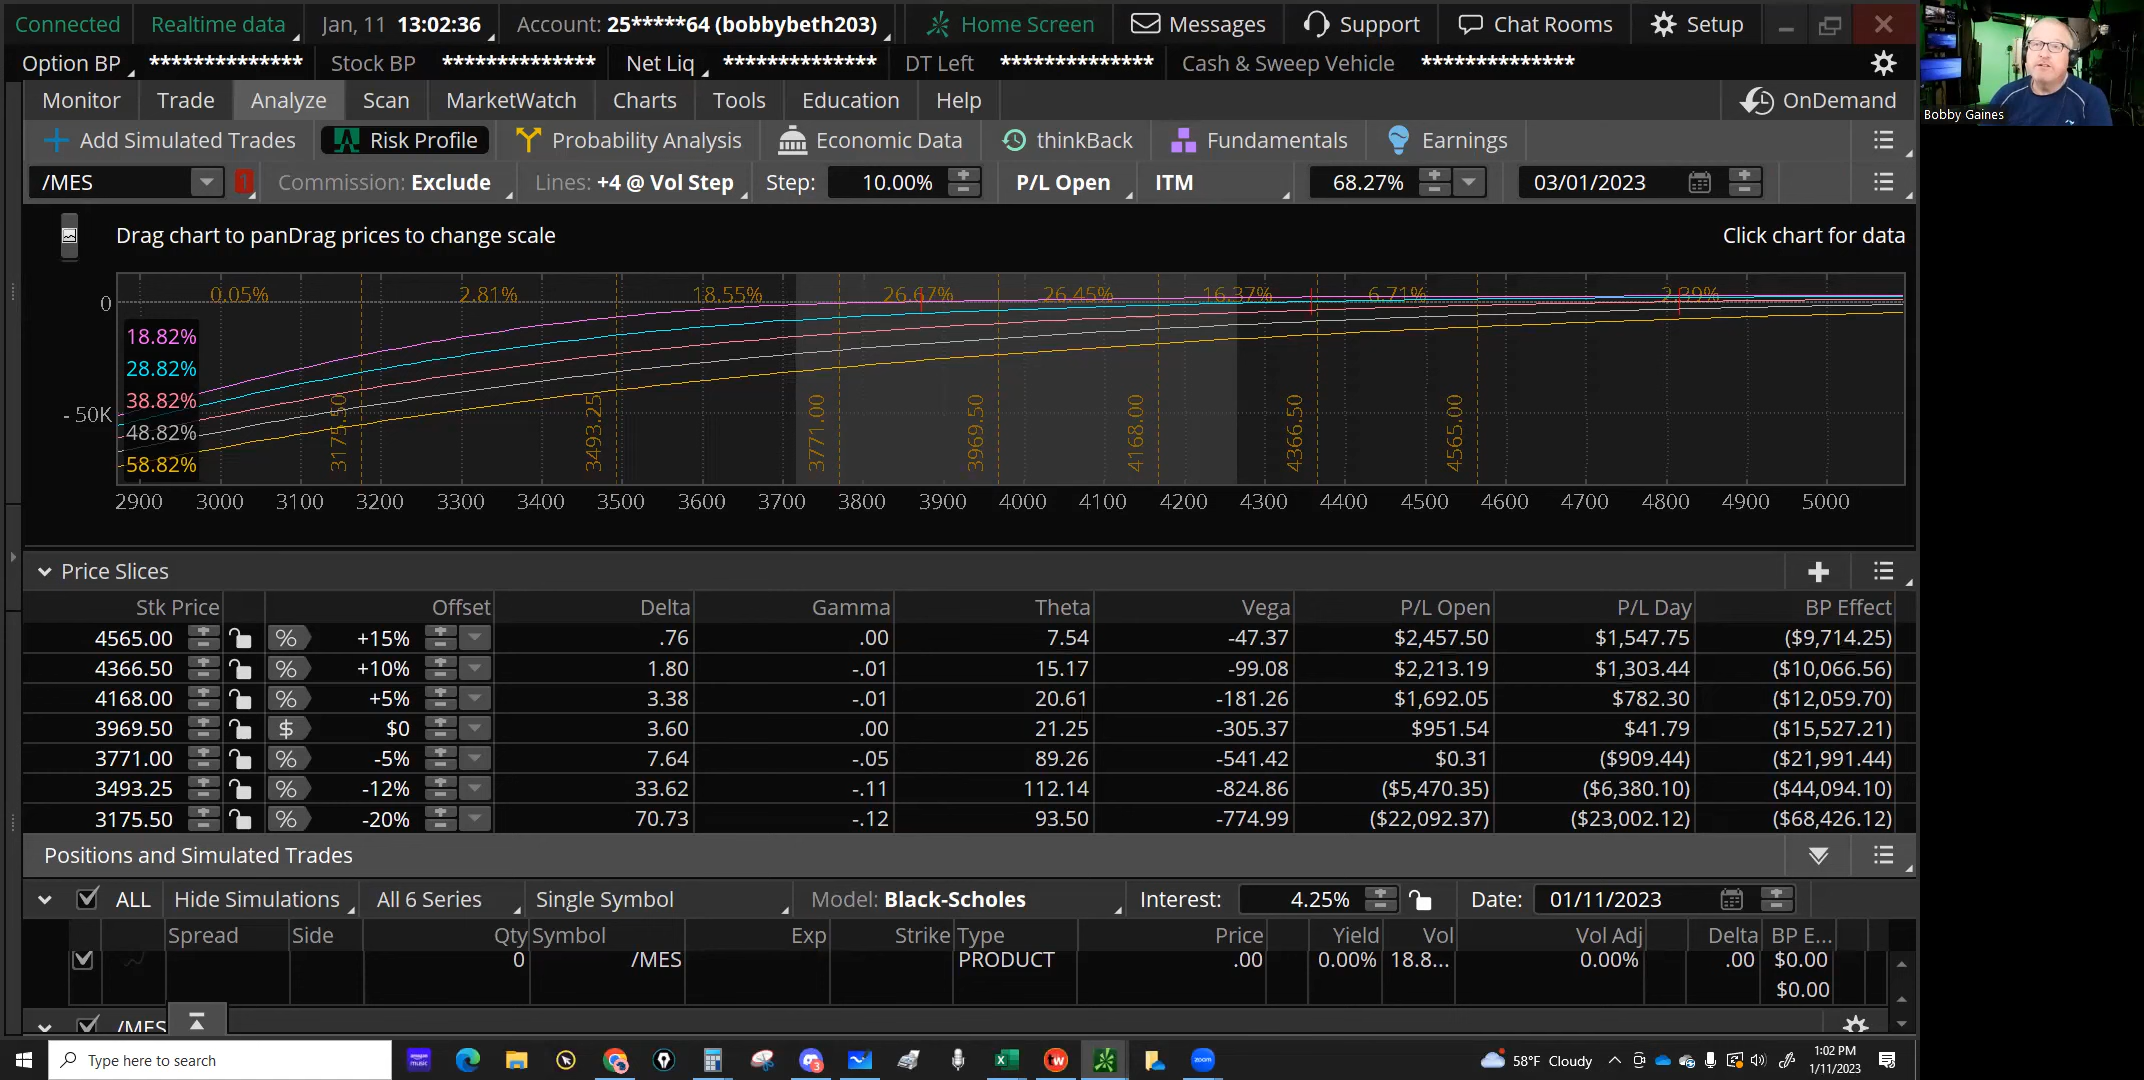 Connected Realtime data Jan, 11 13:02:36 Account: 25*****64 (bobbybeth203) Home Screen Messages Support Chat Rooms Setup
Option BP ************** Stock BP ************** Net Liq ************** DT Left ************** Cash & Sweep Vehicle **************
Bobby Gaines
Monitor Trade Analyze Scan MarketWatch Charts Tools Education Help OnDemand
Add Simulated Trades Risk Profile Probability Analysis Economic Data thinkBack Fundamentals Earnings
/MES 1 Commission: Exclude Lines: +4 @ Vol Step Step: 10.00% P/L Open ITM 68.27% 03/01/2023
Drag chart to panDrag prices to change scale Click chart for data
0 0.05% 2.81% 18.55% 26.67% 26.45% 16.37% 6.71% 2.39%
18.82%
28.82%
38.82%
-50K
48.82%
58.82%
3175.50 3493.25 3771.00 3969.50 4168.00 4366.50 4565.00
2900 3000 3100 3200 3300 3400 3500 3600 3700 3800 3900 4000 4100 4200 4300 4400 4500 4600 4700 4800 4900 5000
Price Slices
Stk Price Offset Delta Gamma Theta Vega P/L Open P/L Day BP Effect
4565.00 % +15% .76 .00 7.54 -47.37 $2,457.50 $1,547.75 ($9,714.25)
4366.50 % +10% 1.80 -.01 15.17 -99.08 $2,213.19 $1,303.44 ($10,066.56)
4168.00 % +5% 3.38 -.01 20.61 -181.26 $1,692.05 $782.30 ($12,059.70)
3969.50 $ $0 3.60 .00 21.25 -305.37 $951.54 $41.79 ($15,527.21)
3771.00 % -5% 7.64 -.05 89.26 -541.42 $0.31 ($909.44) ($21,991.44)
3493.25 % -12% 33.62 -.11 112.14 -824.86 ($5,470.35) ($6,380.10) ($44,094.10)
3175.50 % -20% 70.73 -.12 93.50 -774.99 ($22,092.37) ($23,002.12) ($68,426.12)
Positions and Simulated Trades
ALL Hide Simulations All 6 Series Single Symbol Model: Black-Scholes Interest: 4.25% Date: 01/11/2023
Spread Side Qty Symbol Exp Strike Type Price Yield Vol Vol Adj Delta BP E...
0 /MES PRODUCT .00 0.00% 18.8... 0.00% .00 $0.00
$0.00
/MES
Type here to search 58°F Cloudy 1:02 PM
1/11/2023